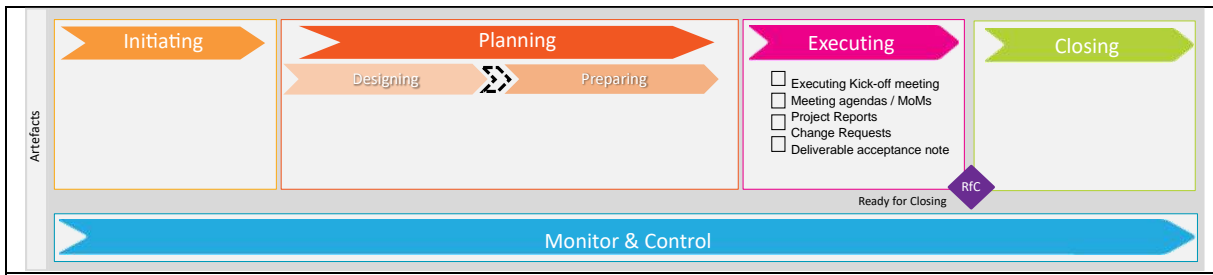 Artefacts
Initiating
Planning
Designing
Preparing
Executing
Executing Kick-off meeting
Meeting agendas / MoMs
Project Reports
Change Requests
Deliverable acceptance note
Closing
RfC
Ready for Closing
Monitor & Control